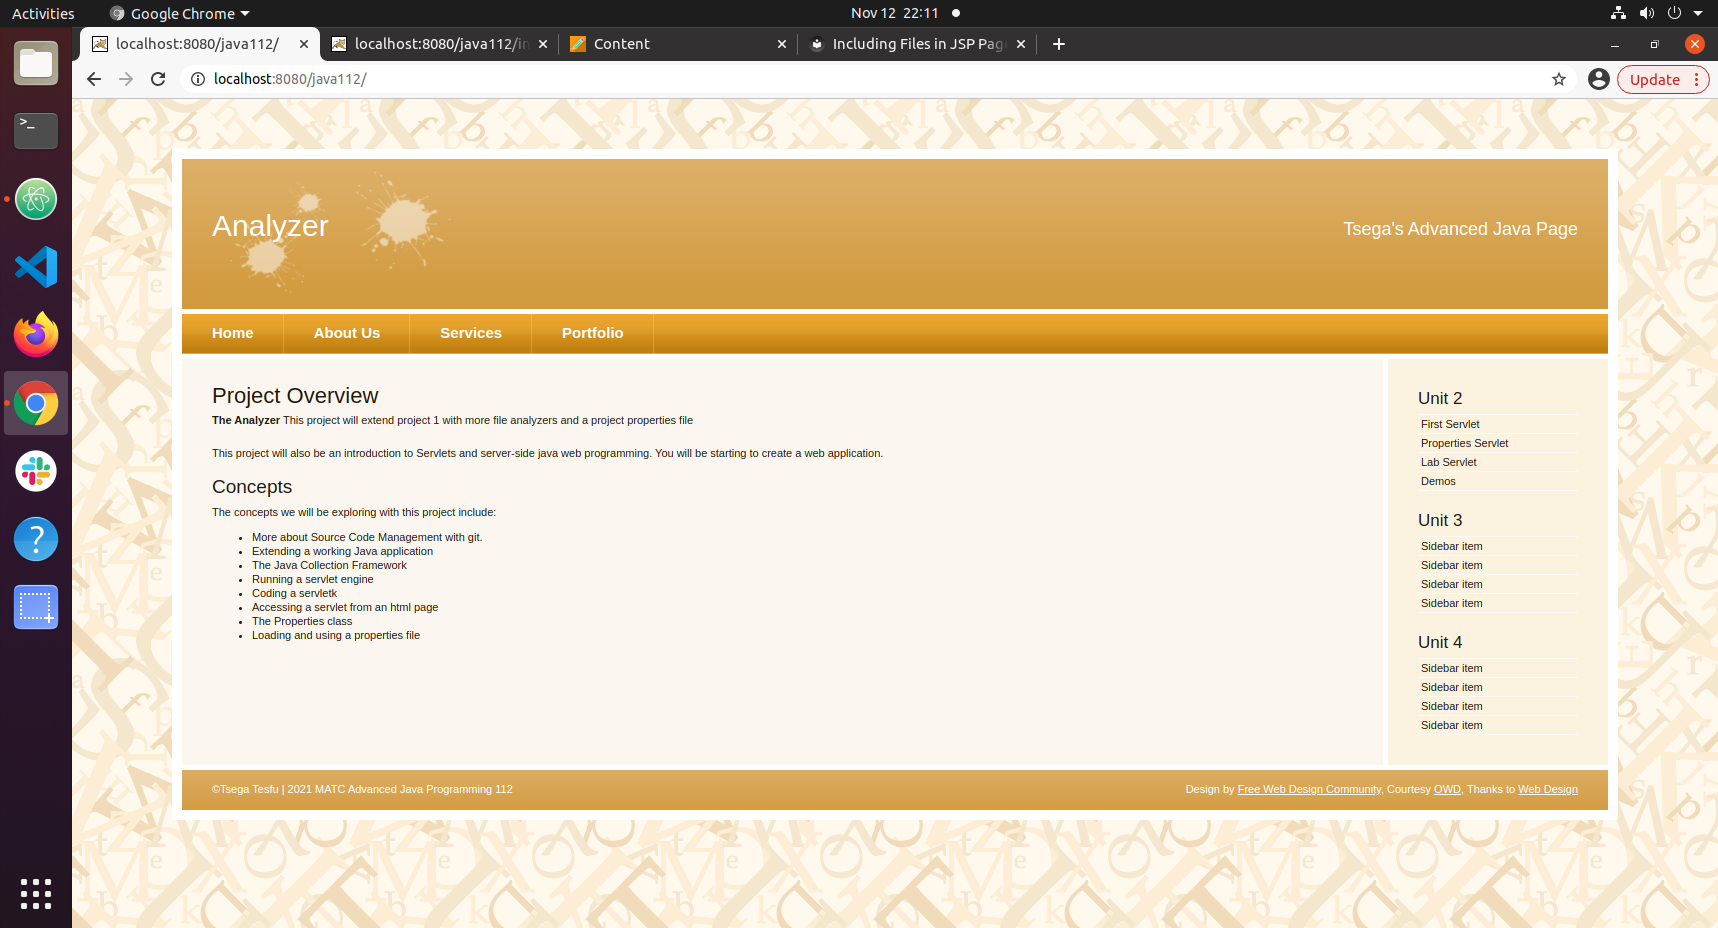 Activities
Google Chrome
Nov 12 22:11
localhost:8080/java112/
localhost:8080/java112/in
Content
Including Files in JSP Page
localhost:8080/java112/
Update
Analyzer
Tsega's Advanced Java Page
Home
About Us
Services
Portfolio
Project Overview
The Analyzer This project will extend project 1 with more file analyzers and a project properties file
This project will also be an introduction to Servlets and server-side java web programming. You will be starting to create a web application.
Concepts
The concepts we will be exploring with this project include:
More about Source Code Management with git.
Extending a working Java application
The Java Collection Framework
Running a servlet engine
Coding a servletk
Accessing a servlet from an html page
The Properties class
Loading and using a properties file
Unit 2
First Servlet
Properties Servlet
Lab Servlet
Demos
Unit 3
Sidebar item
Sidebar item
Sidebar item
Sidebar item
Unit 4
Sidebar item
Sidebar item
Sidebar item
Sidebar item
©Tsega Tesfu | 2021 MATC Advanced Java Programming 112
Design by Free Web Design Community, Courtesy OWD, Thanks to Web Design